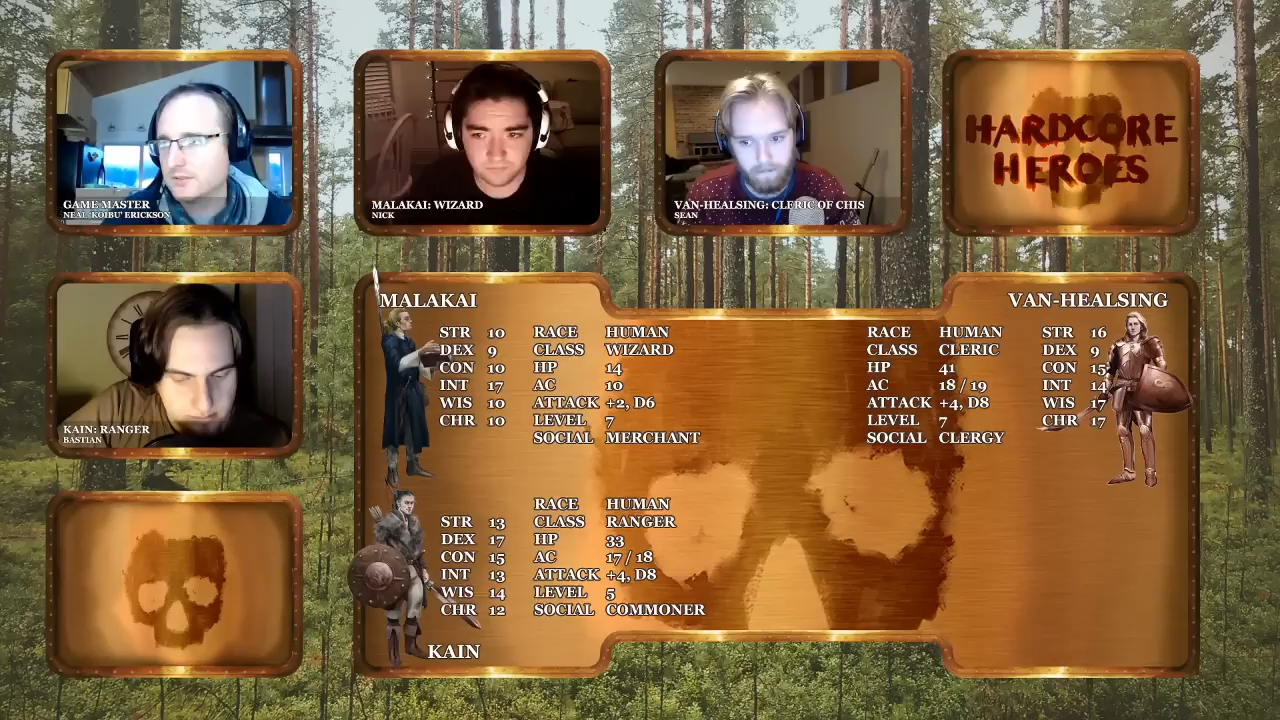 GAME MASTER
NEAL 'KOIBU' ERICKSON
MALAKAI: WIZARD
NICK
VAN-HEALSING: CLERIC OF CHIS
SEAN
HARDCORE
HEROES
KAIN: RANGER
BASTIAN
MALAKAI
STR 10 RACE HUMAN
DEX 9 CLASS WIZARD
CON 10 HP 14
INT 17 AC 10
WIS 10 ATTACK +2, D6
CHR 10 LEVEL 7
SOCIAL MERCHANT
VAN-HEALSING
RACE HUMAN STR 16
CLASS CLERIC DEX 9
HP 41 CON 15
AC 18 / 19 INT 14
ATTACK +4, D8 WIS 17
LEVEL 7 CHR 17
SOCIAL CLERGY
RACE HUMAN
STR 13 CLASS RANGER
DEX 17 HP 33
CON 15 AC 17 / 18
INT 13 ATTACK +4, D8
WIS 14 LEVEL 5
CHR 12 SOCIAL COMMONER
KAIN